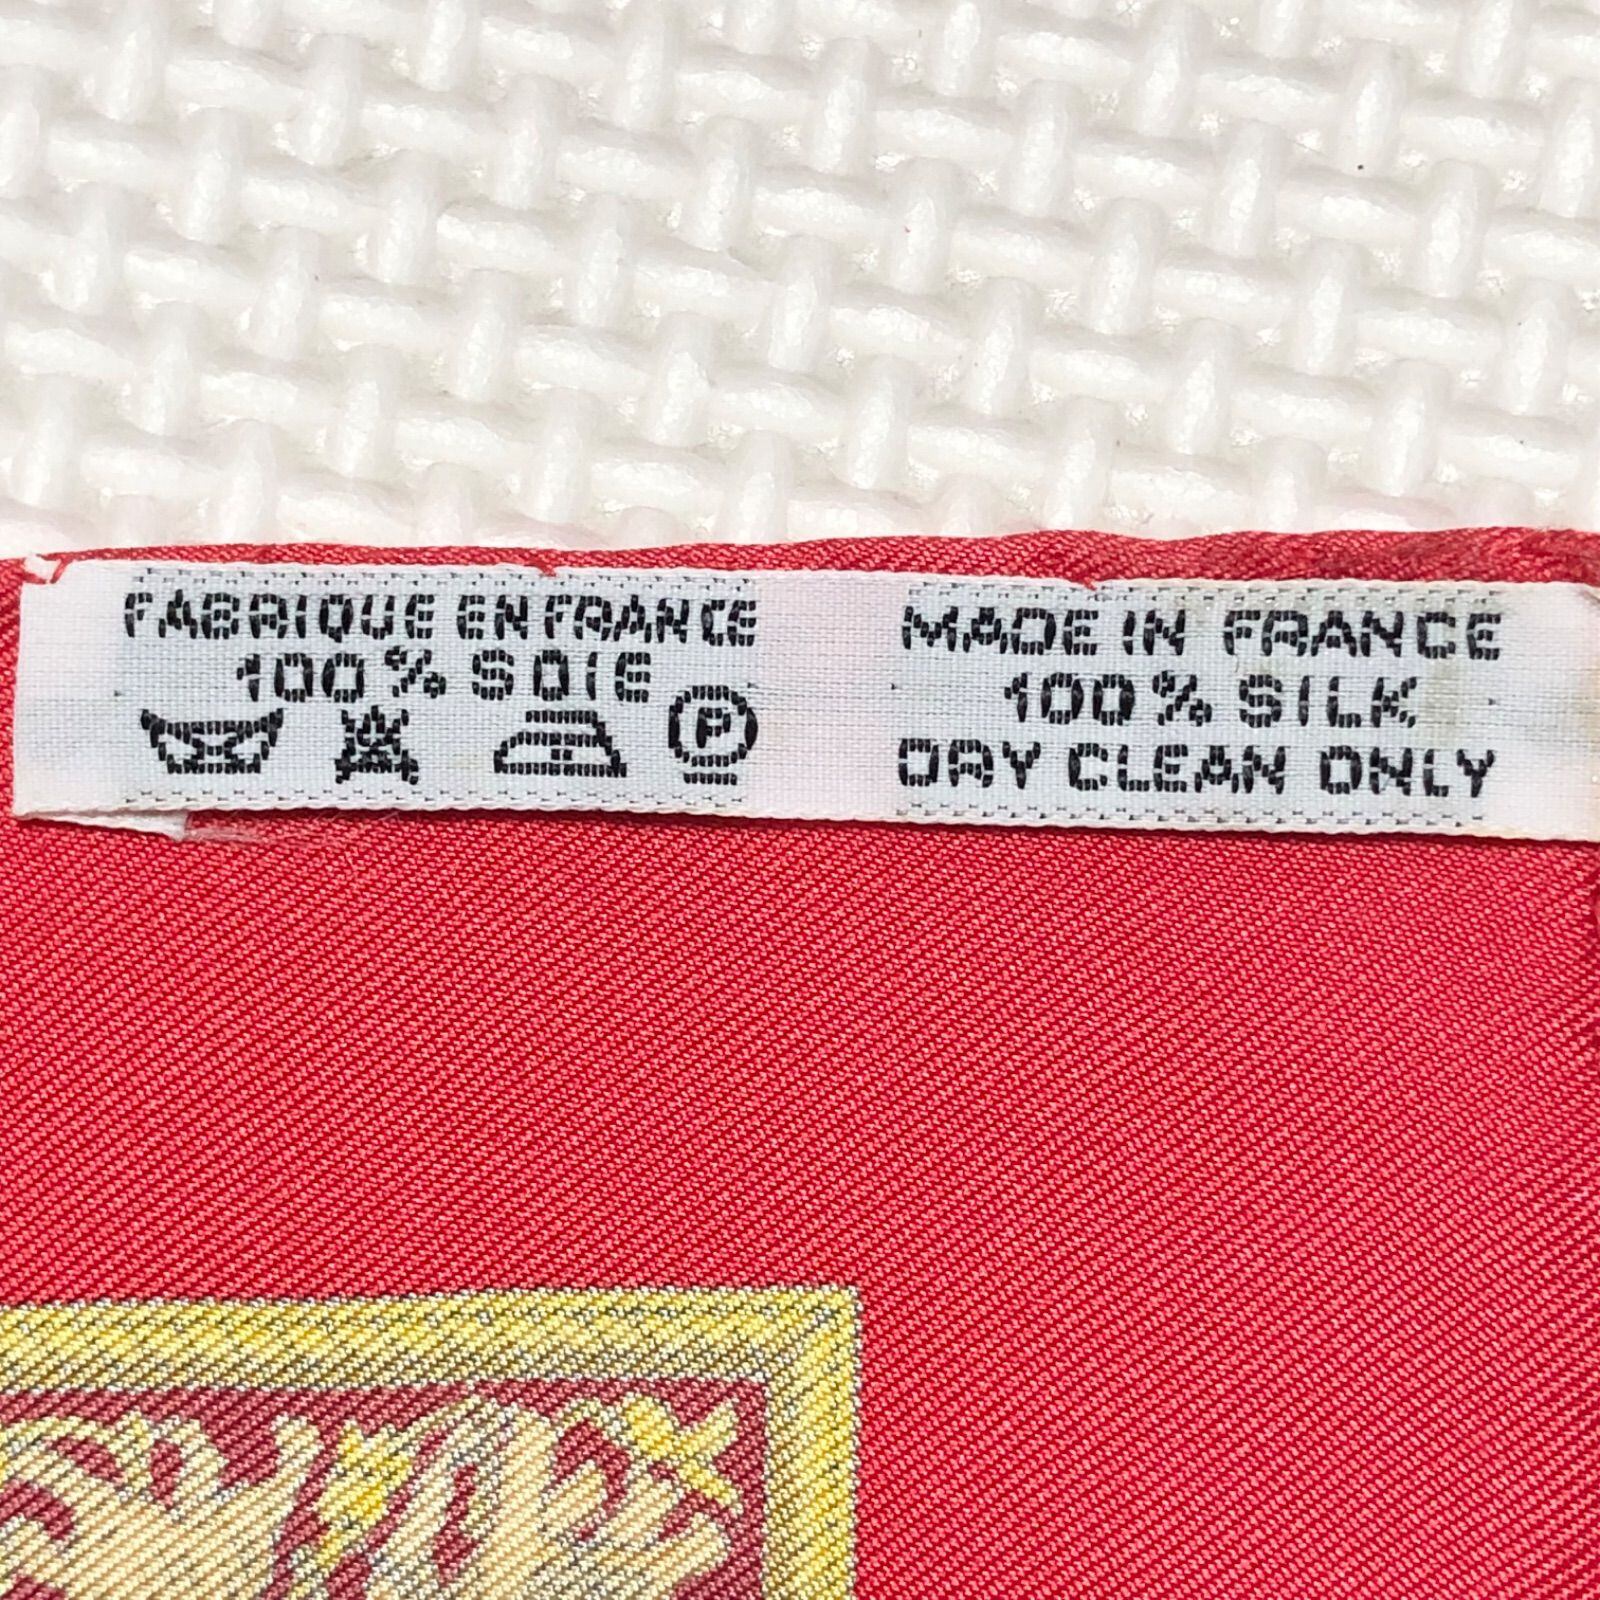 FABRIQUE EN FRANCE
100% SOIE
P
MADE IN FRANCE
100% SILK
DRY CLEAN ONLY